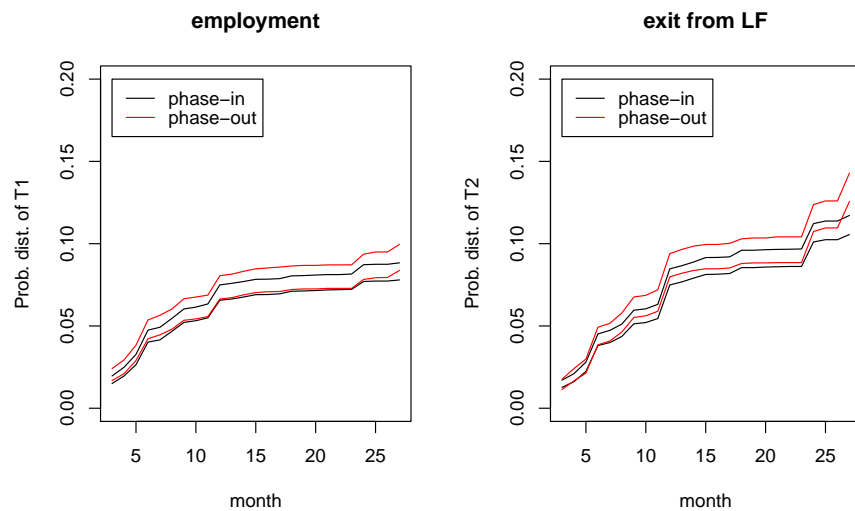 employment
0.20
0.15
0.10
0.05
0.00
Prob. dist. of T1
phase−in
phase−out
5 10 15 20 25
month
exit from LF
0.20
0.15
0.10
0.05
0.00
Prob. dist. of T2
phase−in
phase−out
5 10 15 20 25
month